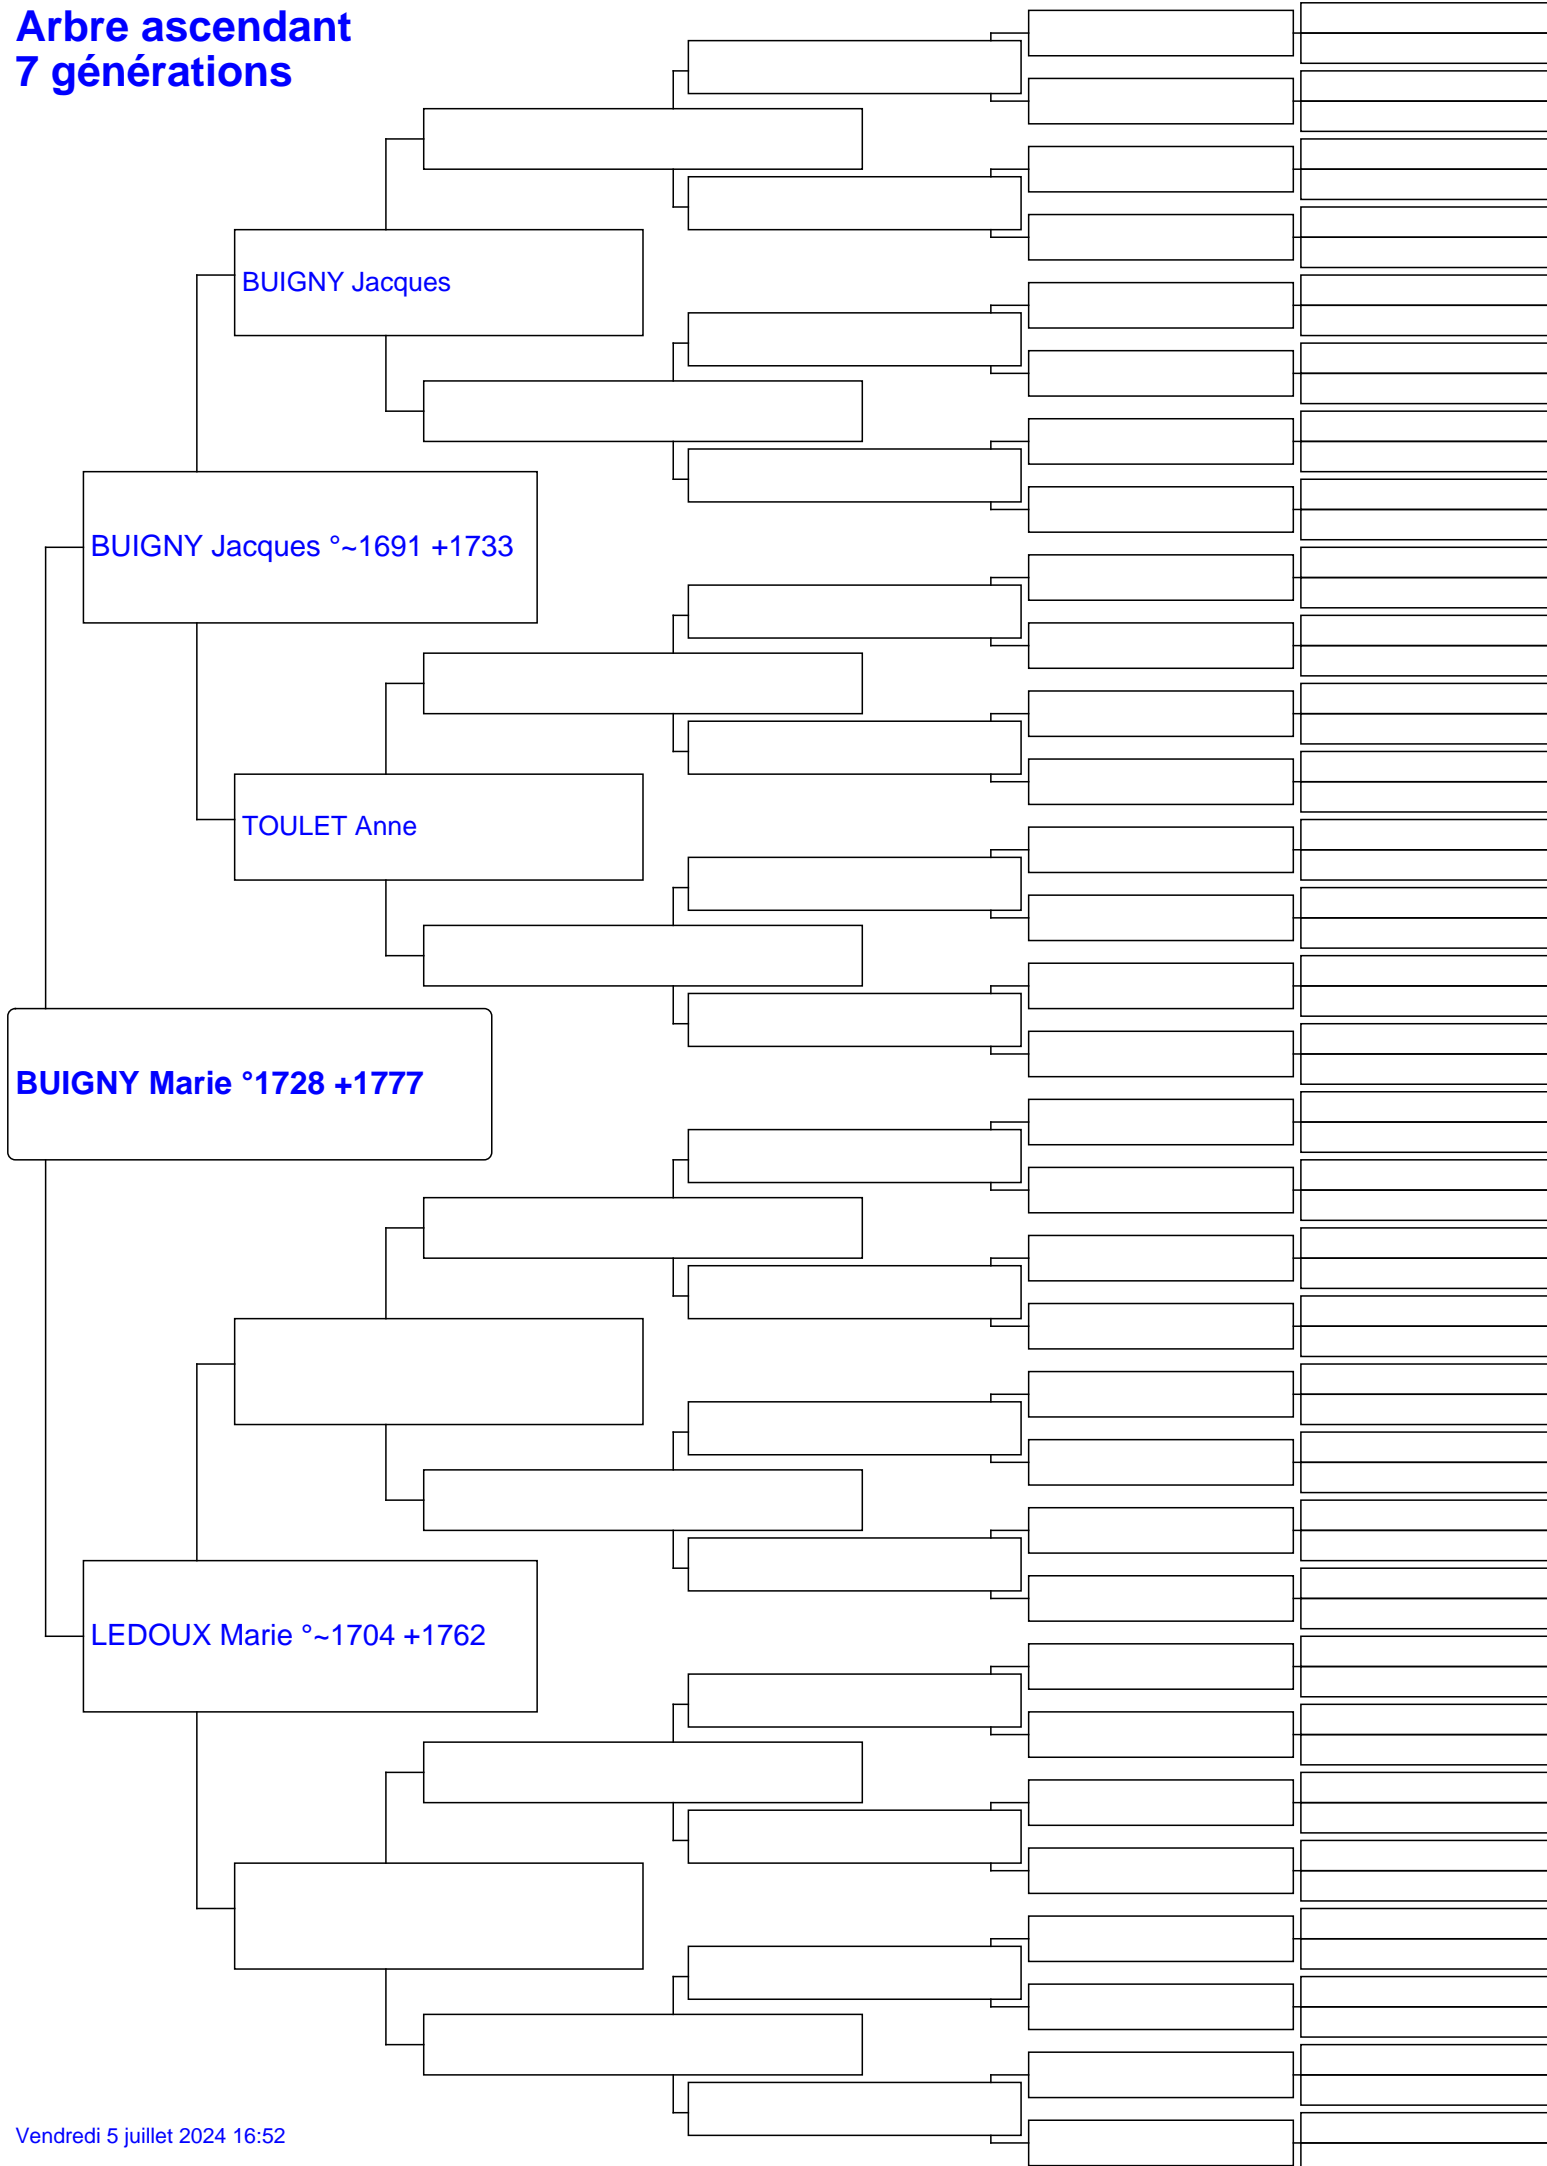 Arbre ascendant
7 générations
BUIGNY Jacques
BUIGNY Jacques °~1691 +1733
TOULET Anne
BUIGNY Marie °1728 +1777
LEDOUX Marie °~1704 +1762
Vendredi 5 juillet 2024 16:52